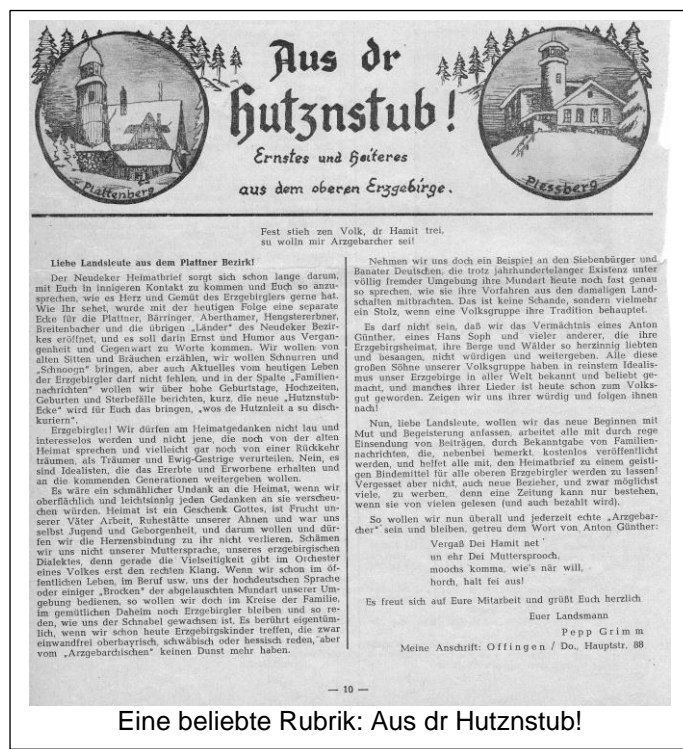 Aus dr
Hutznstub!
Ernstes und Heiteres
aus dem oberen Erzgebirge.
Plattenberg
Plessberg
Fest stieh zen Volk, dr Hamit trei,
su wolln mir Arzgebarcher sei!
Liebe Landsleute aus dem Plattner Bezirk!
Der Neudeker Heimatbrief sorgt sich schon lange darum,
mit Euch in innigeren Kontakt zu kommen und Euch so anzu-
sprechen, wie es Herz und Gemüt des Erzgebirglers gerne hat.
Wie Ihr sehet, wurde mit der heutigen Folge eine separate
Ecke für die Plattner, Bärringer, Aberthamer, Hengstererbner,
Breitenbacher und die übrigen „Länder" des Neudeker Bezir-
kes eröffnet, und es soll darin Ernst und Humor aus Vergan-
genheit und Gegenwart zu Worte kommen. Wir wollen von
alten Sitten und Bräuchen erzählen, wir wollen Schnurren und
„Schnoogn" bringen, aber auch Aktuelles vom heutigen Leben
der Erzgebirgler darf nicht fehlen, und in der Spalte „Familien-
nachrichten" wollen wir über hohe Geburtstage, Hochzeiten,
Geburten und Sterbefälle berichten, kurz, die neue „Hutznstub-
Ecke" wird für Euch das bringen, „wos de Hutznleit a su disch-
kuriern".
Erzgebirgler! Wir dürfen am Heimatgedanken nicht lau und
interesselos werden und nicht jene, die noch von der alten
Heimat sprechen und vielleicht gar noch von einer Rückkehr
träumen, als Träumer und Ewig-Gestrige verurteilen. Nein, es
sind Idealisten, die das Ererbte und Erworbene erhalten und
an die kommenden Generationen weitergeben wollen.
Es wäre ein schmählicher Undank an die Heimat, wenn wir
oberflächlich und leichtsinnig jeden Gedanken an sie verscheu-
chen würden. Heimat ist ein Geschenk Gottes, ist Frucht un-
serer Väter Arbeit, Ruhestätte unserer Ahnen und war uns
selbst Jugend und Geborgenheit, und darum wollen und dür-
fen wir die Herzensbindung zu ihr nicht verlieren. Schämen
wir uns nicht unserer Muttersprache, unseres erzgebirgischen
Dialektes, denn gerade die Vielseitigkeit gibt im Orchester
eines Volkes erst den rechten Klang. Wenn wir schon im öf-
fentlichen Leben, im Beruf usw. uns der hochdeutschen Sprache
oder einiger „Brocken" der abgelauschten Mundart unserer Um-
gebung bedienen, so wollen wir doch im Kreise der Familie,
im gemütlichen Daheim noch Erzgebirgler bleiben und so re-
den, wie uns der Schnabel gewachsen ist. Es berührt eigentüm-
lich, wenn wir schon heute Erzgebirgskinder treffen, die zwar
einwandfrei oberbayrisch, schwäbisch oder hessisch reden, aber
vom „Arzgebarchischen" keinen Dunst mehr haben.
Nehmen wir uns doch ein Beispiel an den Siebenbürger und
Banater Deutschen, die trotz jahrhundertelanger Existenz unter
völlig fremder Umgebung ihre Mundart heute noch fast genau
so sprechen, wie sie ihre Vorfahren aus den damaligen Land-
schaften mitbrachten. Das ist keine Schande, sondern vielmehr
ein Stolz, wenn eine Volksgruppe ihre Tradition behauptet.
Es darf nicht sein, daß wir das Vermächtnis eines Anton
Günther, eines Hans Soph und vieler anderer, die ihre
Erzgebirgsheimat, ihre Berge und Wälder so herzinnig liebten
und besangen, nicht würdigen und weitergeben. Alle diese
großen Söhne unserer Volksgruppe haben in reinstem Idealis-
mus unser Erzgebirge in aller Welt bekannt und beliebt ge-
macht, und manches ihrer Lieder ist heute schon zum Volks-
gut geworden. Zeigen wir uns ihrer würdig und folgen ihnen
nach!
Nun, liebe Landsleute, wollen wir das neue Beginnen mit
Mut und Begeisterung anfassen, arbeitet alle mit durch rege
Einsendung von Beiträgen, durch Bekanntgabe von Familien-
nachrichten, die, nebenbei bemerkt, kostenlos veröffentlicht
werden, und helfet alle mit, den Heimatbrief zu einem geisti-
gen Bindemittel für alle oberen Erzgebirgler werden zu lassen!
Vergesset aber nicht, auch neue Bezieher, und zwar möglichst
viele, zu werben, denn eine Zeitung kann nur bestehen,
wenn sie von vielen gelesen (und auch bezahlt wird).
So wollen wir nun überall und jederzeit echte „Arzgebar-
cher" sein und bleiben, getreu dem Wort von Anton Günther:
Vergaß Dei Hamit net
un ehr Dei Muttersprooch,
moochs komma, wie's när will,
horch, halt fei aus!
Es freut sich auf Eure Mitarbeit und grüßt Euch herzlich
Euer Landsmann
Pepp Grimm
Meine Anschrift: Offingen / Do., Hauptstr. 88
— 10 —
Eine beliebte Rubrik: Aus dr Hutznstub!